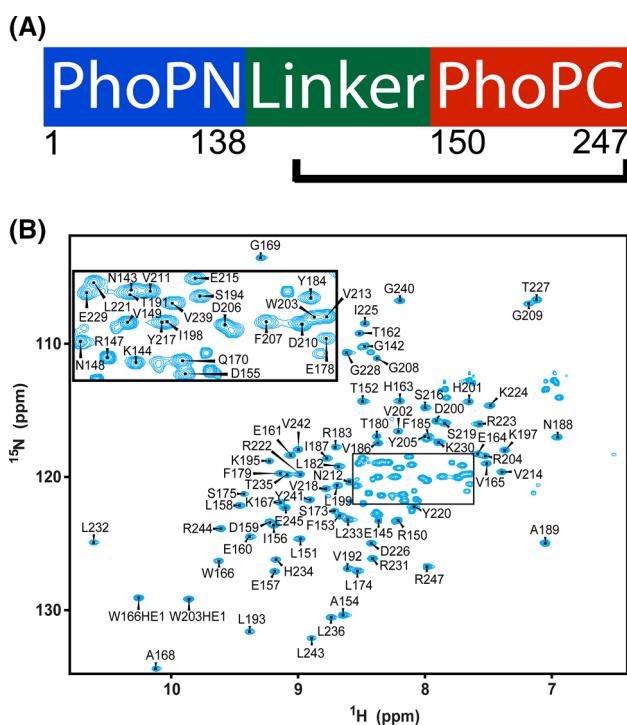 (A)
PhoPN Linker PhoPC
1 138 150 247
(B)
G169
N143 V211 E215 Y184
S194 W203 V213
L221 T191 D206
E229 V149 V239
Y217 I198 F207 D210
R147 Q170 E178
N148 K144 D155
G240 T227
I225 G209
T162
G142
110
G228 G208
T152 H163 S216 H201
V202 D200 K224
V242 T180 F185 R223
E161 I187 R183 S219 E164 K197 N188
R222 V186 Y205 K230 R204
K195 L182
F179 N212 V165 V214
120
T235 V218
S175 Y241 L199
L158 K167 S173 Y220
R244 D159 E245 F153 L233 E145 R150
L232 I156 D226 A189
E160 L151 R231
W166 H234 V192 R247
E157 L174
W166HE1 W203HE1 A154
130
L193 L236
L243
A168
15N (ppm)
10 9 8 7
1H (ppm)